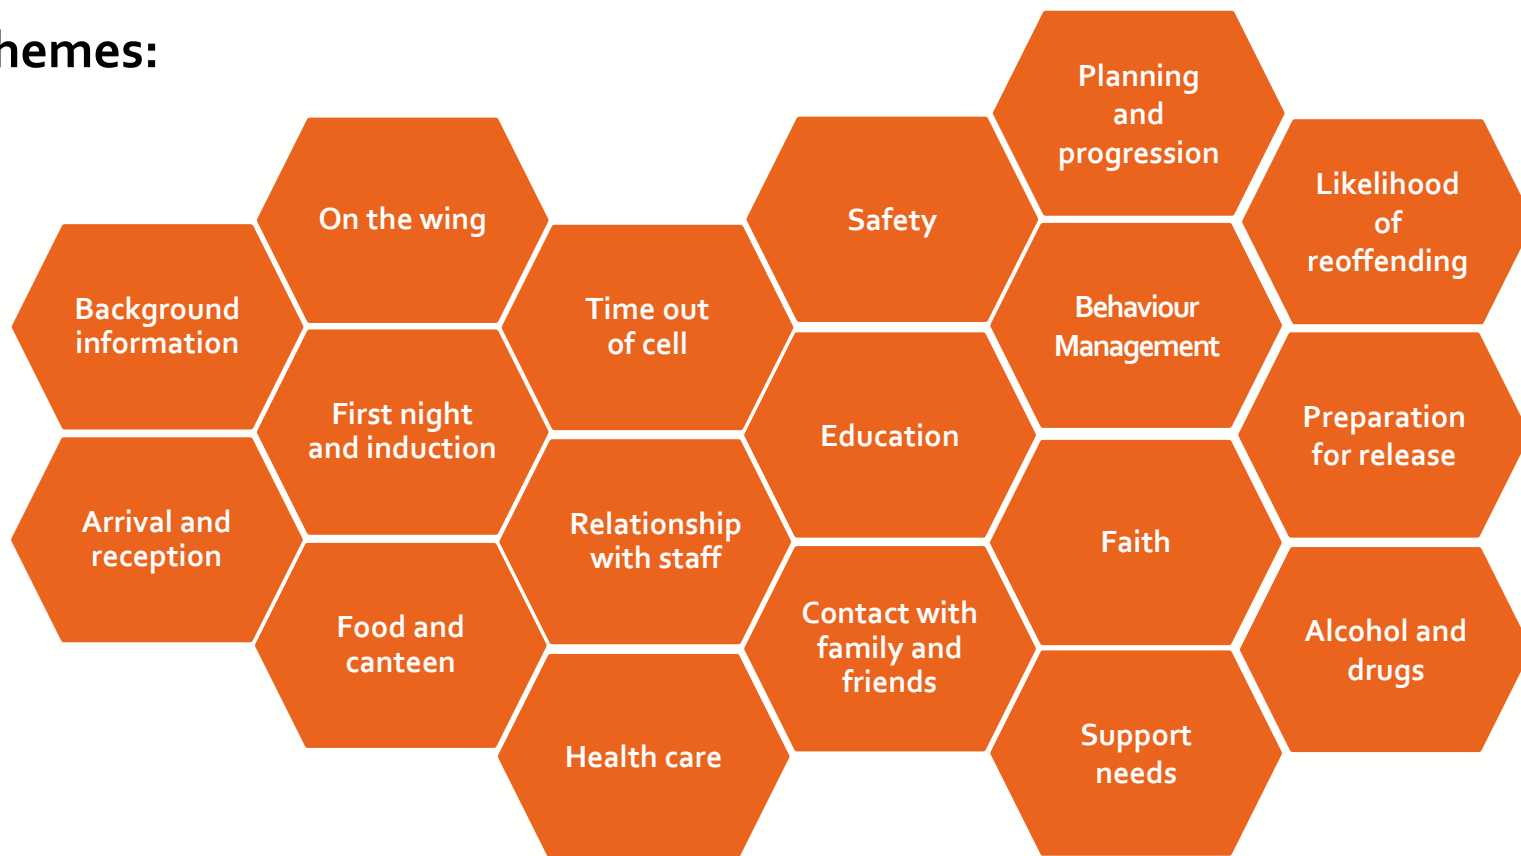 hemes:
Background
information
Arrival and
reception
On the wing
First night
and induction
Food and
canteen
Time out
of cell
Relationship
with staff
Health care
Safety
Education
Contact with
family and
friends
Planning
and
progression
Behaviour
Management
Faith
Support
needs
Likelihood
of
reoffending
Preparation
for release
Alcohol and
drugs